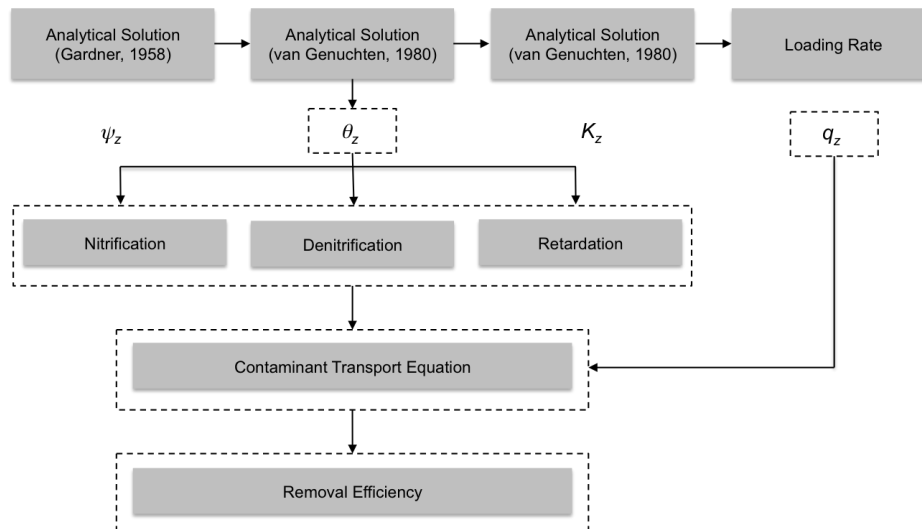 Analytical Solution
(Gardner, 1958)
Analytical Solution
(van Genuchten, 1980)
Analytical Solution
(van Genuchten, 1980)
Loading Rate
ψz
θz
Kz
qz
Nitrification
Denitrification
Retardation
Contaminant Transport Equation
Removal Efficiency